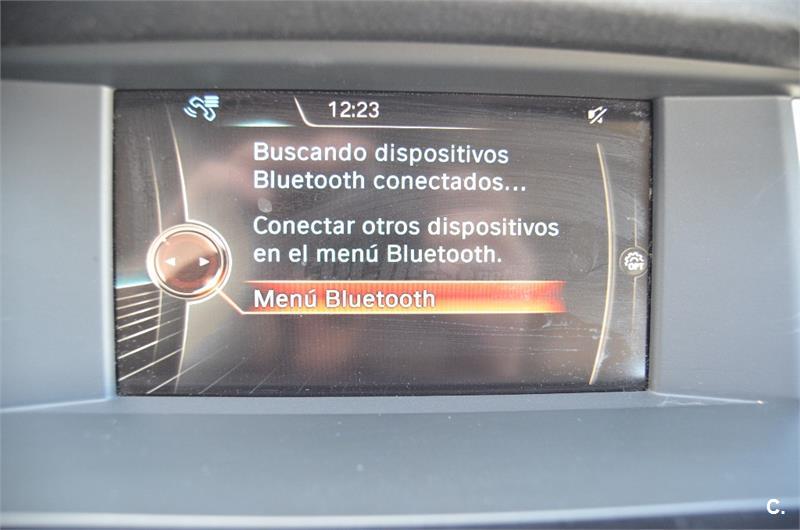 12:23
Buscando dispositivos
Bluetooth conectados...
Conectar otros dispositivos
en el menú Bluetooth.
OPT
Menú Bluetooth
C.